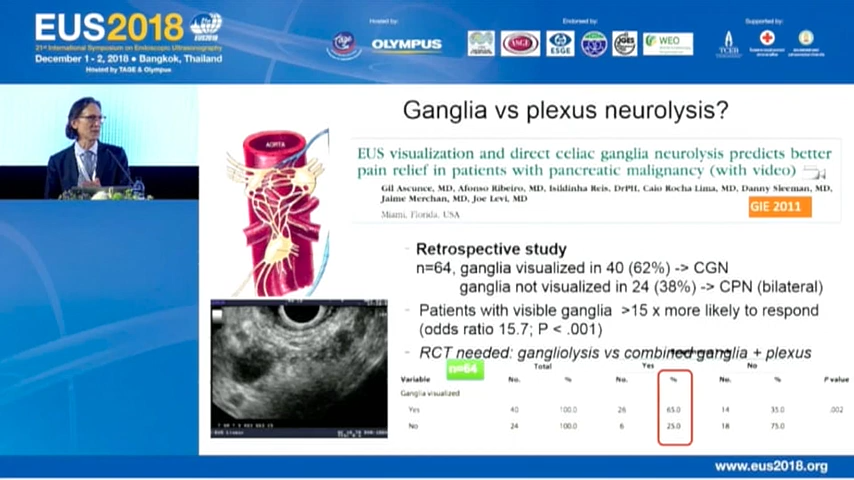 EUS2018
21st International Symposium on Endoscopic Ultrasonography
December 1 - 2, 2018 • Bangkok, Thailand
Hosted by TAGE & Olympus
Hosted by:
Endorsed by:
Supported by:
OLYMPUS
ASGE
ESGE
JGES
WEO
TCEB
Ganglia vs plexus neurolysis?
AORTA
EUS visualization and direct celiac ganglia neurolysis predicts better
pain relief in patients with pancreatic malignancy (with video)
Gil Ascunce, MD, Afonso Ribeiro, MD, Isildinha Reis, DrPH, Caio Rocha Lima, MD, Danny Sleeman, MD,
Jaime Merchan, MD, Joe Levi, MD
Miami, Florida, USA
GIE 2011
- Retrospective study
n=64, ganglia visualized in 40 (62%) -> CGN
ganglia not visualized in 24 (38%) -> CPN (bilateral)
- Patients with visible ganglia >15 x more likely to respond
(odds ratio 15.7; P < .001)
- RCT needed: gangliolysis vs combined ganglia + plexus
n=64
Total Yes No
Variable No. % No. % No. % P value
Ganglia visualized
Yes 40 100.0 26 65.0 14 35.0 .002
No 24 100.0 6 25.0 18 75.0
www.eus2018.org